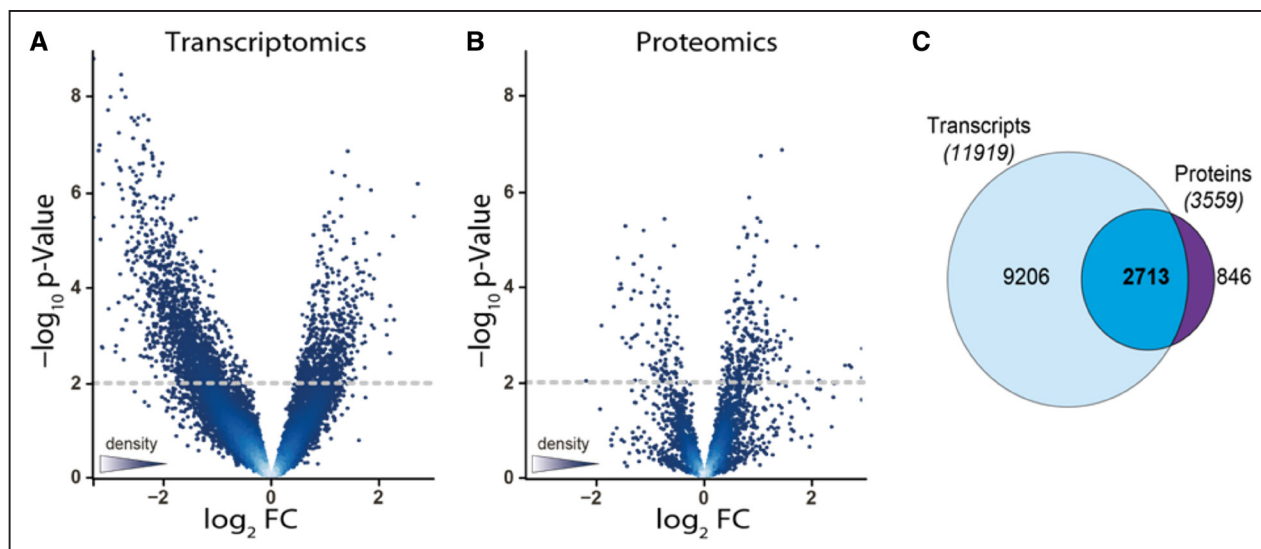 A
Transcriptomics
8
6
4
2
0
−log10 p-Value
density
−2
0
2
log2 FC
B
Proteomics
8
6
4
2
0
−log10 p-Value
density
−2
0
2
log2 FC
C
Transcripts
(11919)
Proteins
(3559)
9206
2713
846